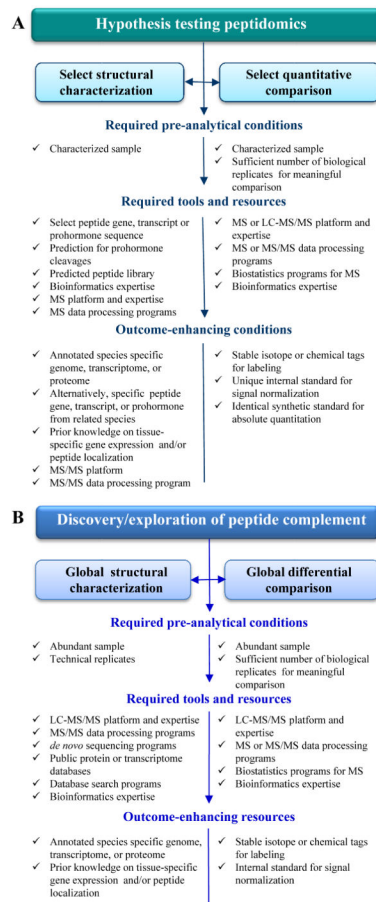 A
Hypothesis testing peptidomics
Select structural
characterization
Select quantitative
comparison
Required pre-analytical conditions
✓ Characterized sample
✓ Characterized sample
✓ Sufficient number of biological
replicates for meaningful
comparison
Required tools and resources
✓ Select peptide gene, transcript or
prohormone sequence
✓ Prediction for prohormone
cleavages
✓ Predicted peptide library
✓ Bioinformatics expertise
✓ MS platform and expertise
✓ MS data processing programs
✓ MS or LC-MS/MS platform and
expertise
✓ MS or MS/MS data processing
programs
✓ Biostatistics programs for MS
✓ Bioinformatics expertise
Outcome-enhancing conditions
✓ Annotated species specific
genome, transcriptome, or
proteome
✓ Alternatively, specific peptide
gene, transcript, or prohormone
from related species
✓ Prior knowledge on tissue-
specific gene expression and/or
peptide localization
✓ MS/MS platform
✓ MS/MS data processing program
✓ Stable isotope or chemical tags
for labeling
✓ Unique internal standard for
signal normalization
✓ Identical synthetic standard for
absolute quantitation
B
Discovery/exploration of peptide complement
Global structural
characterization
Global differential
comparison
Required pre-analytical conditions
✓ Abundant sample
✓ Technical replicates
✓ Abundant sample
✓ Sufficient number of biological
replicates for meaningful
comparison
Required tools and resources
✓ LC-MS/MS platform and expertise
✓ MS/MS data processing programs
✓ de novo sequencing programs
✓ Public protein or transcriptome
databases
✓ Database search programs
✓ Bioinformatics expertise
✓ LC-MS/MS platform and
expertise
✓ MS or MS/MS data processing
programs
✓ Biostatistics programs for MS
✓ Bioinformatics expertise
Outcome-enhancing resources
✓ Annotated species specific genome,
transcriptome, or proteome
✓ Prior knowledge on tissue-specific
gene expression and/or peptide
localization
✓ Stable isotope or chemical tags
for labeling
✓ Internal standard for signal
normalization